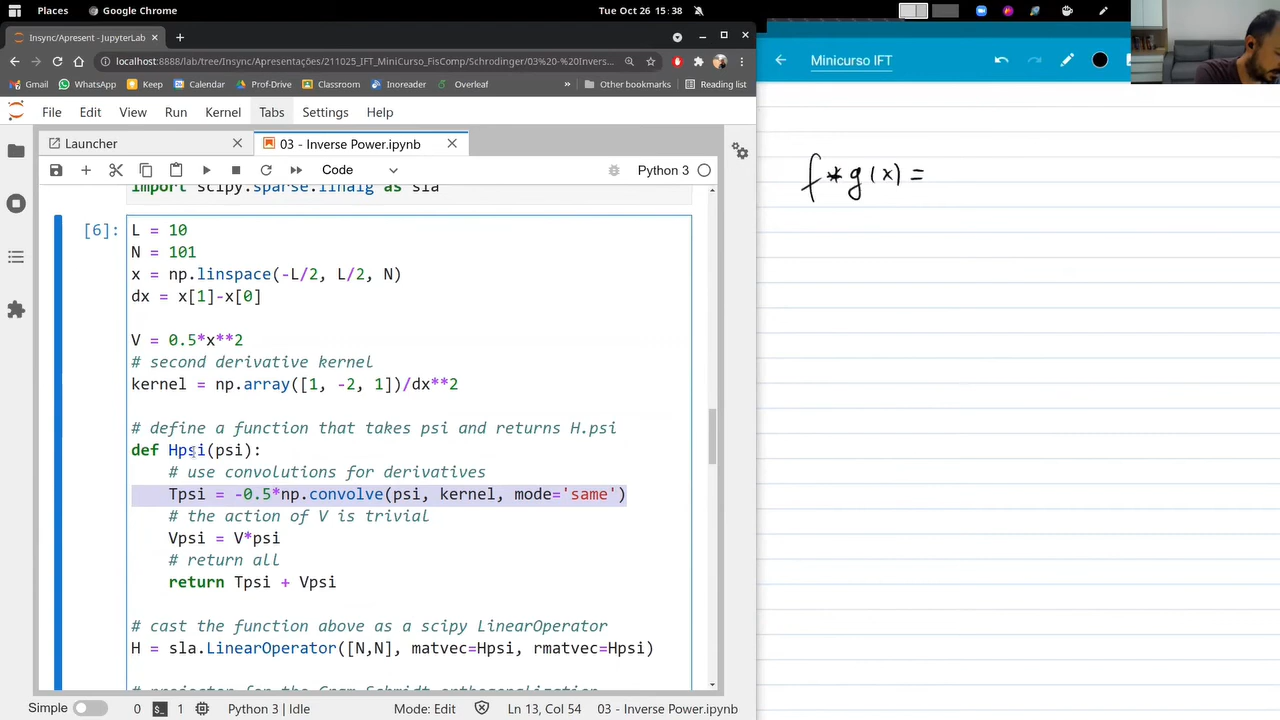 Places Google Chrome Tue Oct 26 15:38
Insync/Apresent - JupyterLab
localhost:8888/lab/tree/Insync/Apresentações/211025_IFT_MiniCurso_FisComp/Schrodinger/03%20-%20Invers...
Gmail WhatsApp Keep Calendar Prof-Drive Classroom Inoreader Overleaf » Other bookmarks Reading list
File Edit View Run Kernel Tabs Settings Help
Launcher 03 - Inverse Power.ipynb
Code Python 3
import scipy.sparse.linalg as sla
[6]: L = 10
N = 101
x = np.linspace(-L/2, L/2, N)
dx = x[1]-x[0]
V = 0.5*x**2
# second derivative kernel
kernel = np.array([1, -2, 1])/dx**2
# define a function that takes psi and returns H.psi
def Hpsi(psi):
# use convolutions for derivatives
Tpsi = -0.5*np.convolve(psi, kernel, mode='same')
# the action of V is trivial
Vpsi = V*psi
# return all
return Tpsi + Vpsi
# cast the function above as a scipy LinearOperator
H = sla.LinearOperator([N,N], matvec=Hpsi, rmatvec=Hpsi)
# projector for the Gram-Schmidt orthogonalization
Simple 0 1 Python 3 | Idle Mode: Edit Ln 13, Col 54 03 - Inverse Power.ipynb
Minicurso IFT
f*g(x) =